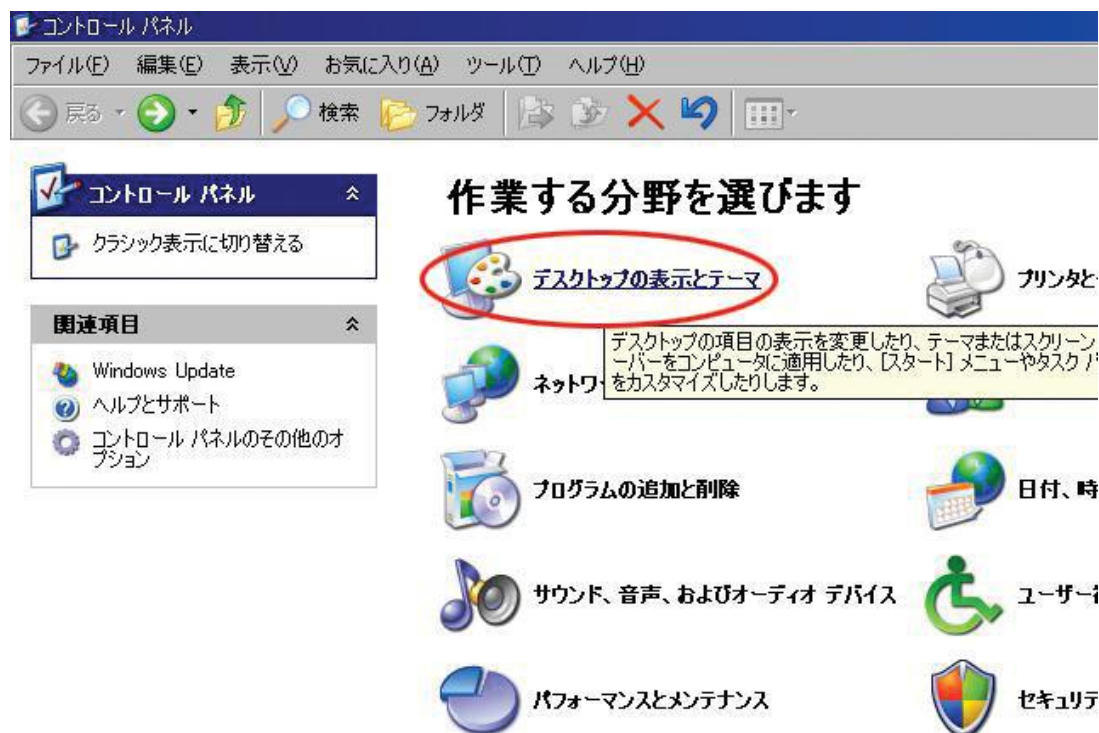 コントロール パネル
ファイル(F) 編集(E) 表示(V) お気に入り(A) ツール(T) ヘルプ(H)
戻る 検索 フォルダ
コントロール パネル
クラシック表示に切り替える
関連項目
Windows Update
ヘルプとサポート
コントロール パネルのその他のオ
プション
作業する分野を選びます
デスクトップの表示とテーマ
プリンタと
デスクトップの項目の表示を変更したり、テーマまたはスクリーン
ーバーをコンピュータに適用したり、[スタート] メニューやタスク
をカスタマイズしたりします。
ネットワ
プログラムの追加と削除
日付、時
サウンド、音声、およびオーディオ デバイス
ユーザー
パフォーマンスとメンテナンス
セキュリテ